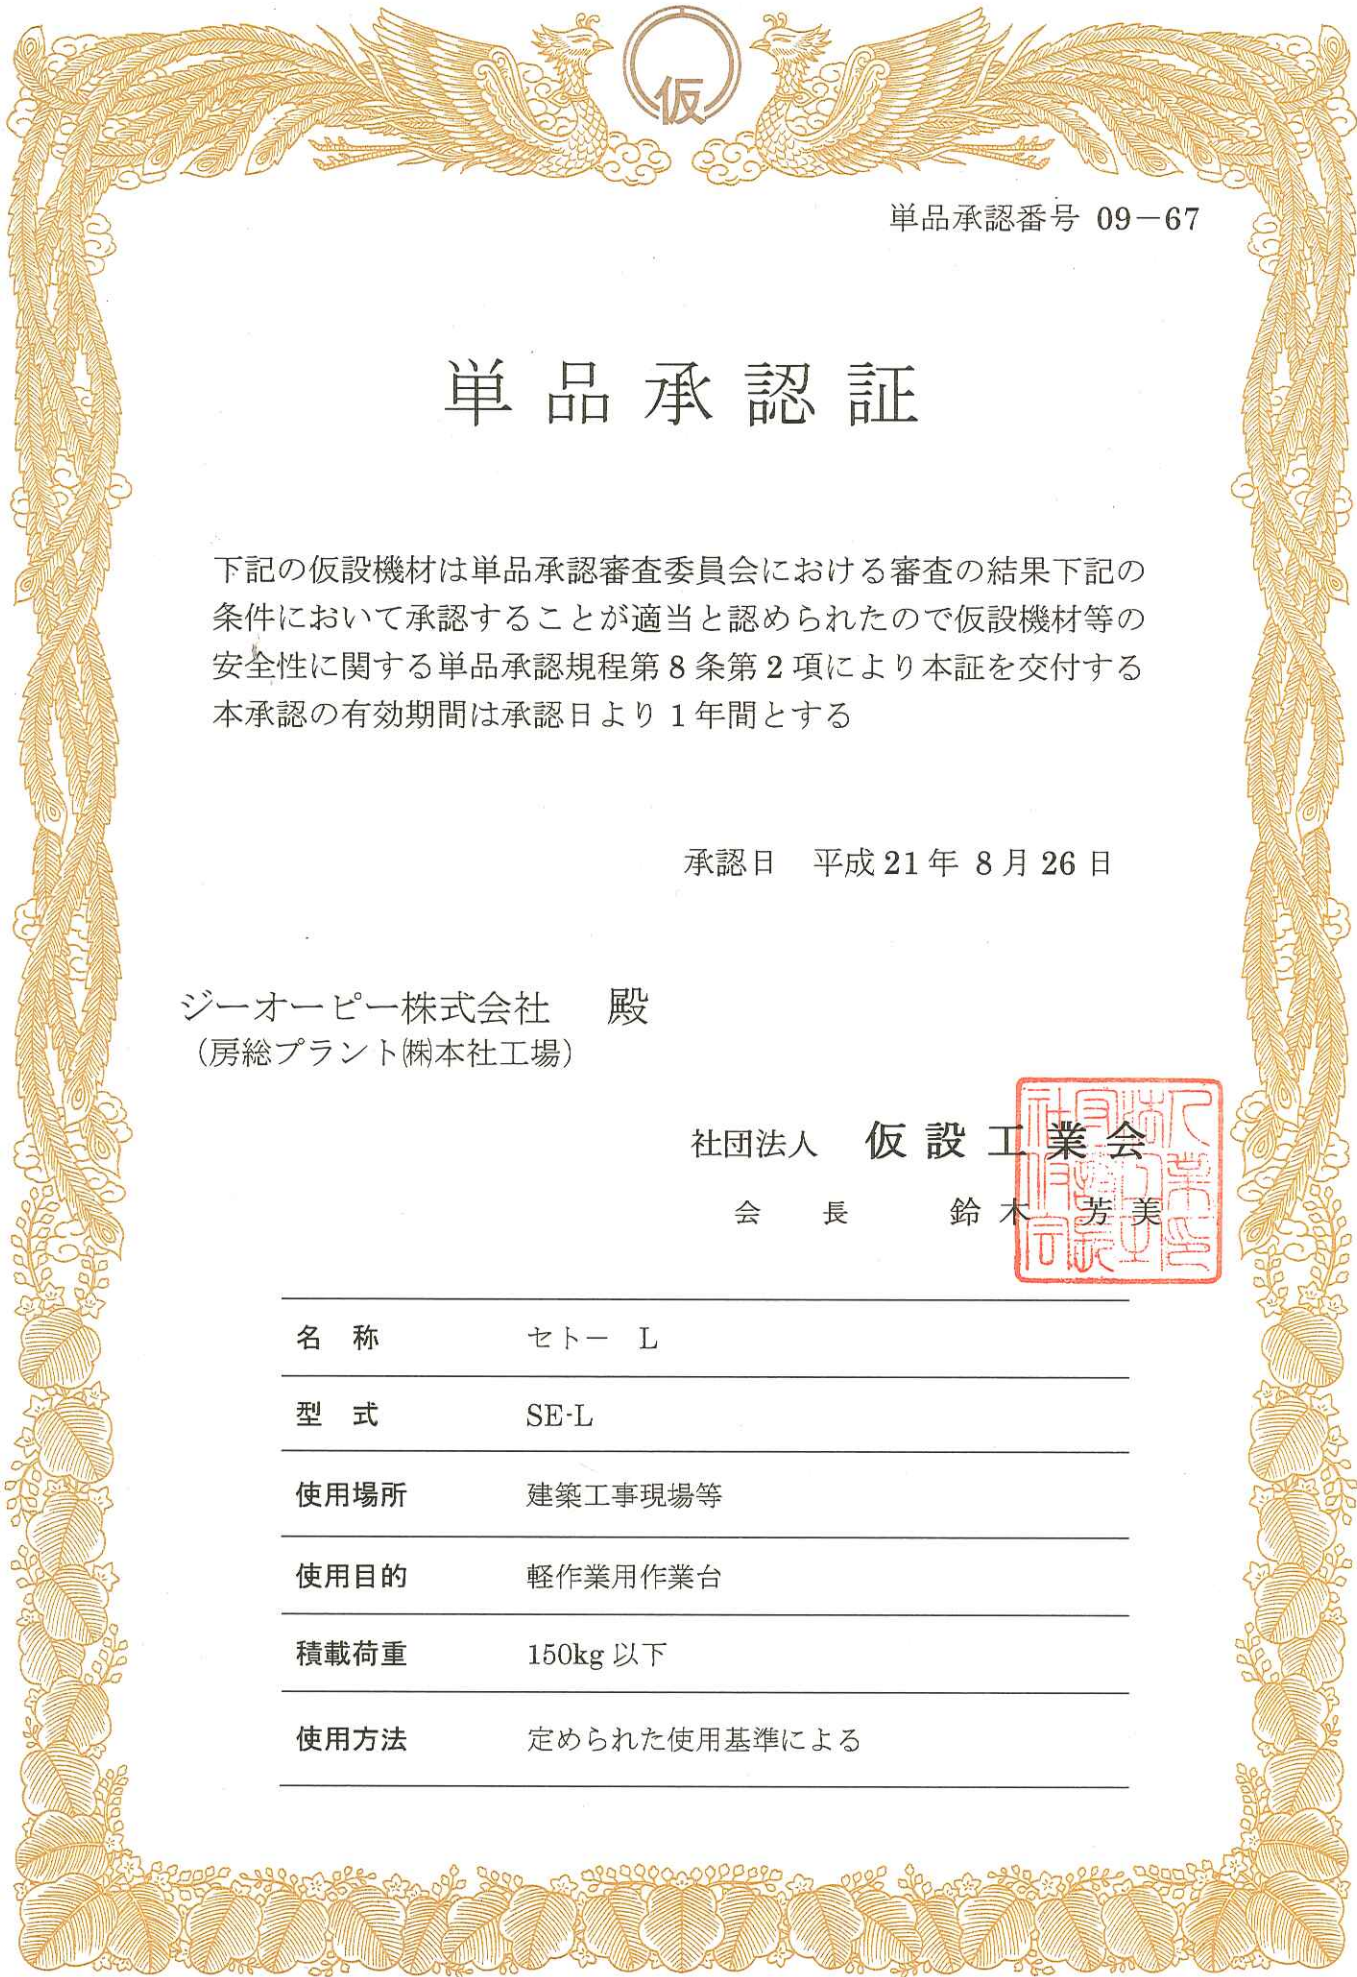 仮
単品承認番号 09－67
単品承認証
下記の仮設機材は単品承認審査委員会における審査の結果下記の
条件において承認することが適当と認められたので仮設機材等の
安全性に関する単品承認規程第8条第2項により本証を交付する
本承認の有効期間は承認日より1年間とする
承認日　平成21年 8月26日
ジーオーピー株式会社　殿
（房総プラント㈱本社工場）
社団法人　仮設工業会
会　長　鈴木　芳美
名　称　セトー　L
型　式　SE-L
使用場所　建築工事現場等
使用目的　軽作業用作業台
積載荷重　150kg以下
使用方法　定められた使用基準による